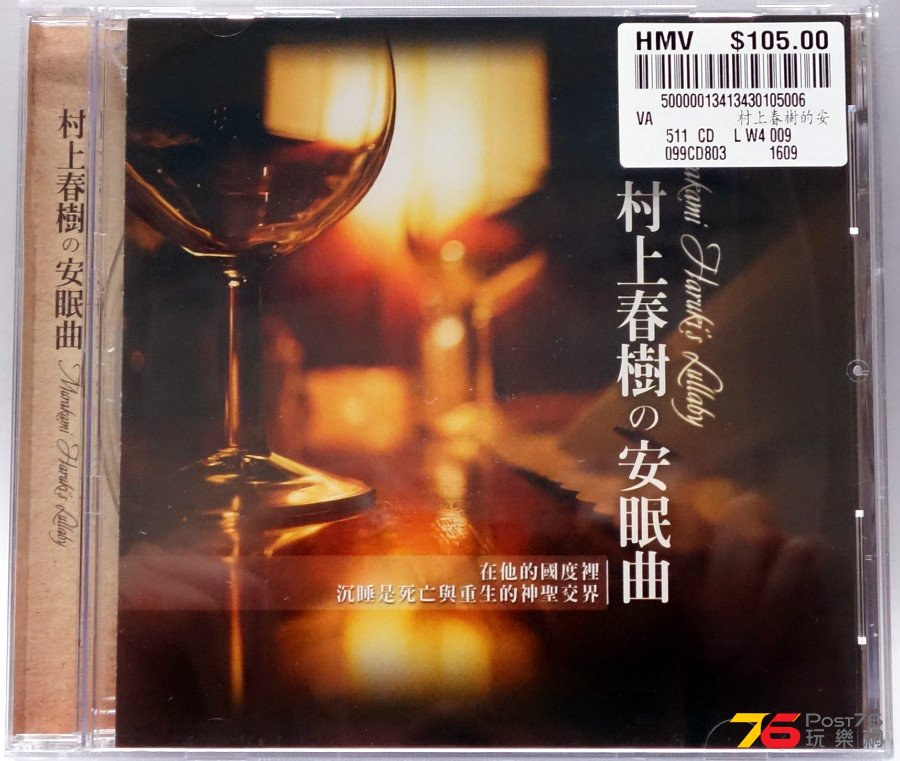 村上春樹の安眠曲
Murakami Haruki's Lullaby
HMV $105.00
50000013413430105006
VA 村上春樹的安
511 CD L W4 009
099CD803 1609
村上春樹の安眠曲
Haruki's Lullaby
在他的國度裡
沉睡是死亡與重生的神聖交界
76 Post76
玩樂網